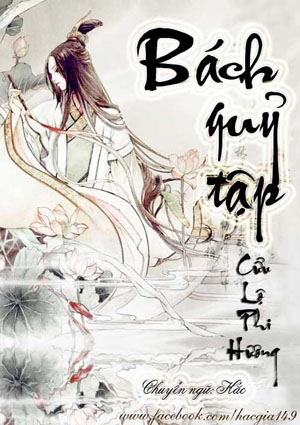 Bách
quỷ
tập
Cửu
Lộ
Phi
Hương
Chuyển ngữ: Hắc
www.facebook.com/hacgia149